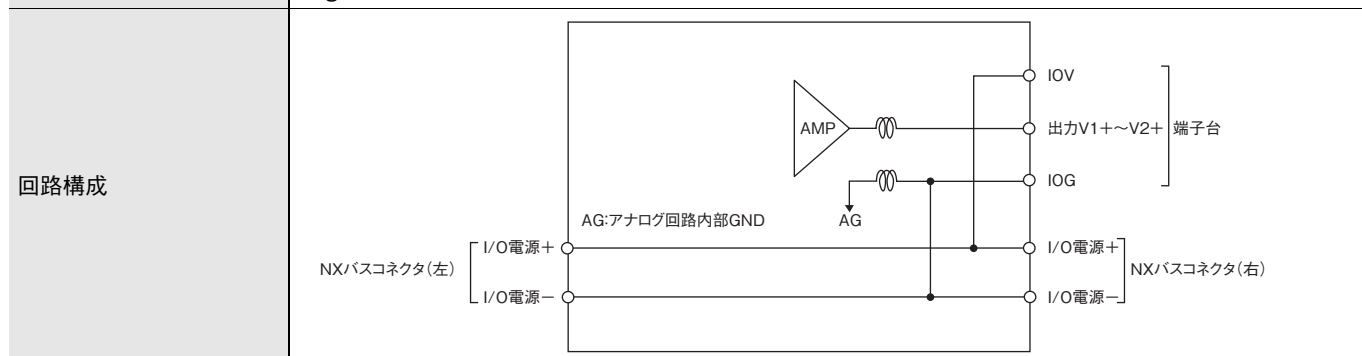 回路構成
IOV
AMP
出力V1+～V2+
端子台
IOG
AG:アナログ回路内部GND
AG
NXバスコネクタ(左)
I/O電源+
I/O電源−
I/O電源+
I/O電源−
NXバスコネクタ(右)